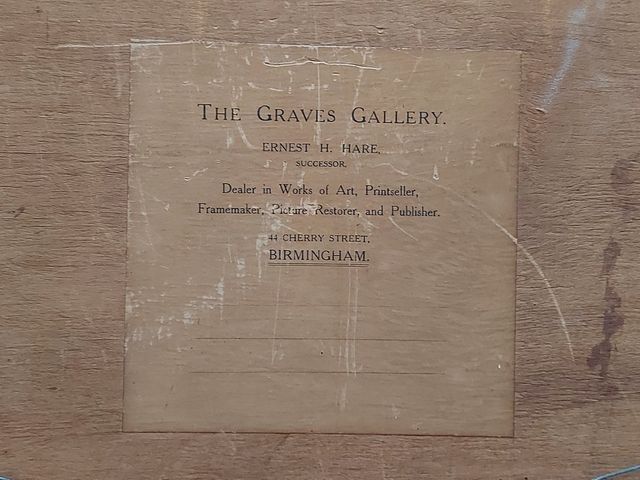 THE GRAVES GALLERY.
ERNEST H. HARE,
SUCCESSOR,
Dealer in Works of Art, Printseller,
Framemaker, Picture Restorer, and Publisher.
44 CHERRY STREET,
BIRMINGHAM.